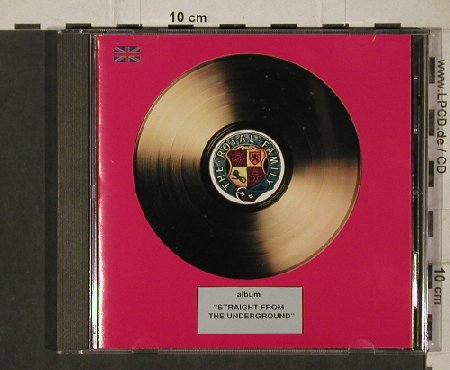 10 cm
www.LPCD.de / CD
THE ROYAL FAMILY
album
"STRAIGHT FROM
THE UNDERGROUND"
10 cm